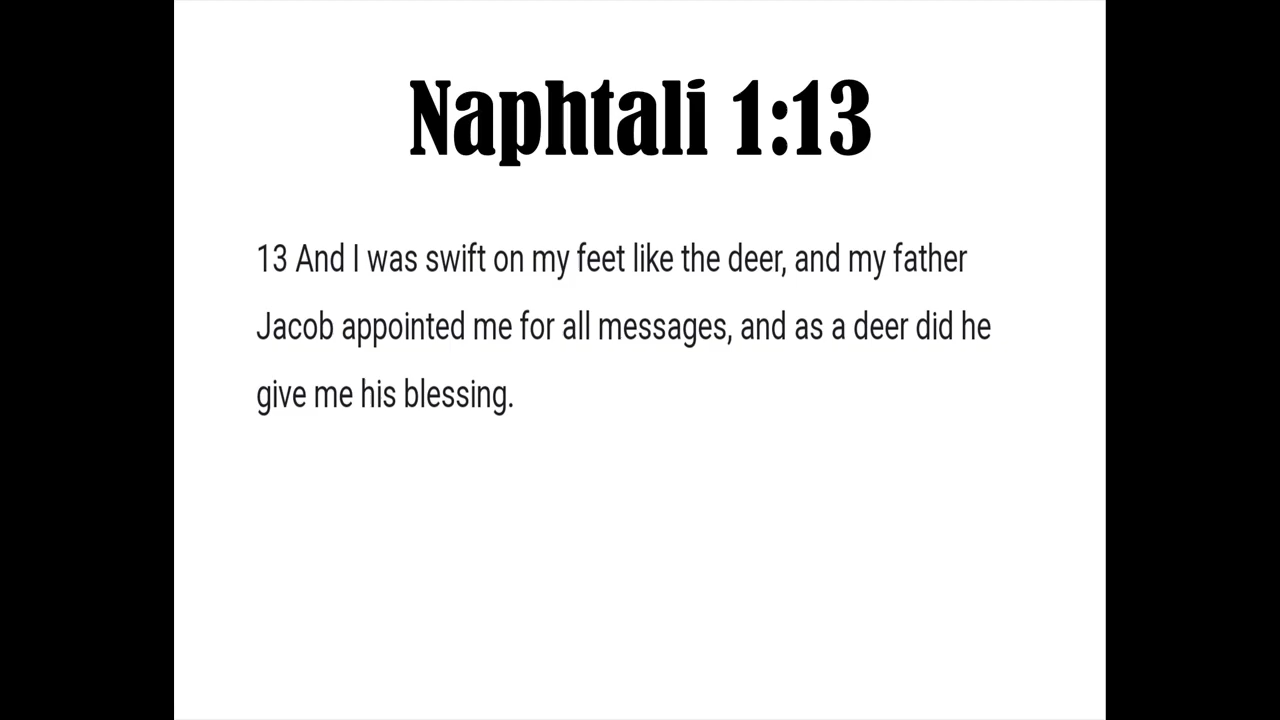 Naphtali 1:13
13 And I was swift on my feet like the deer, and my father
Jacob appointed me for all messages, and as a deer did he
give me his blessing.